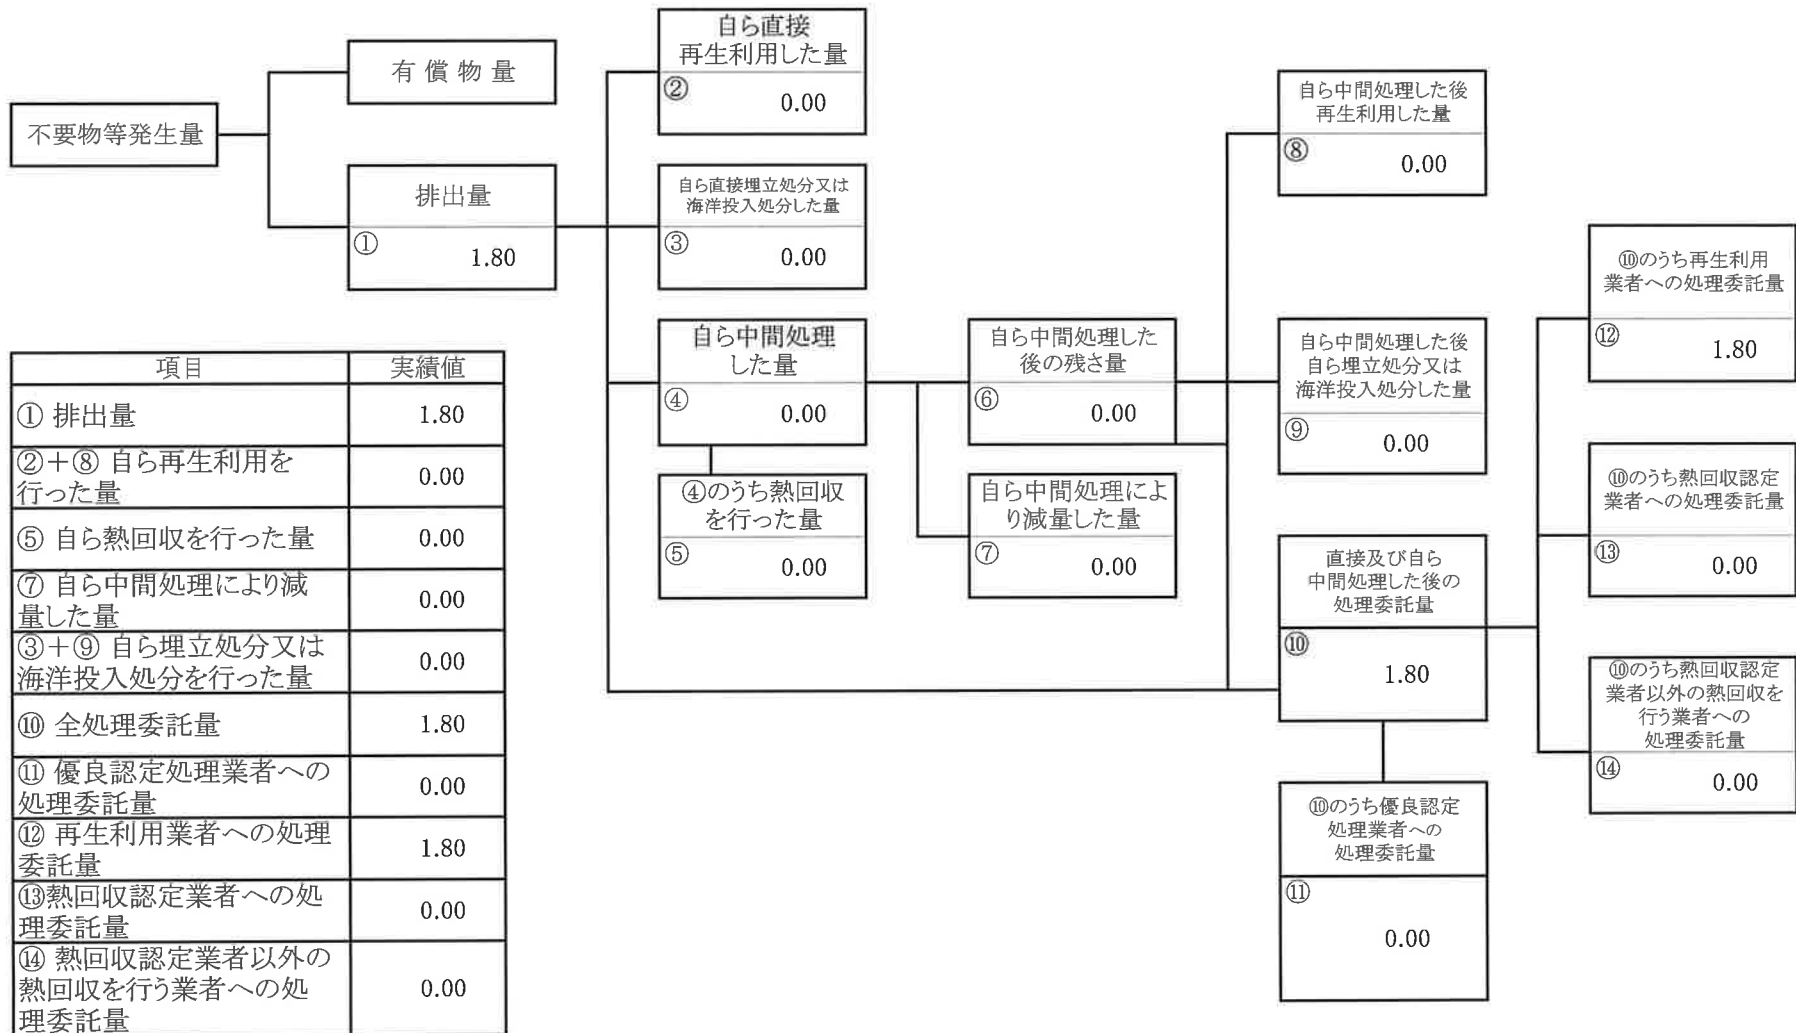 不要物等発生量
有償物量
排出量
①
1.80
自ら直接
再生利用した量
②
0.00
自ら直接埋立処分又は
海洋投入処分した量
③
0.00
自ら中間処理
した量
④
0.00
④のうち熱回収
を行った量
⑤
0.00
自ら中間処理した
後の残さ量
⑥
0.00
自ら中間処理によ
り減量した量
⑦
0.00
自ら中間処理した後
再生利用した量
⑧
0.00
自ら中間処理した後
自ら埋立処分又は
海洋投入処分した量
⑨
0.00
直接及び自ら
中間処理した後の
処理委託量
⑩
1.80
⑩のうち優良認定
処理業者への
処理委託量
⑪
0.00
⑩のうち再生利用
業者への処理委託量
⑫
1.80
⑩のうち熱回収認定
業者への処理委託量
⑬
0.00
⑩のうち熱回収認定
業者以外の熱回収を
行う業者への
処理委託量
⑭
0.00
項目 実績値
① 排出量 1.80
②+⑧ 自ら再生利用を
行った量 0.00
⑤ 自ら熱回収を行った量 0.00
⑦ 自ら中間処理により減
量した量 0.00
③+⑨ 自ら埋立処分又は
海洋投入処分を行った量 0.00
⑩ 全処理委託量 1.80
⑪ 優良認定処理業者への
処理委託量 0.00
⑫ 再生利用業者への処理
委託量 1.80
⑬熱回収認定業者への処
理委託量 0.00
⑭ 熱回収認定業者以外の
熱回収を行う業者への処
理委託量 0.00